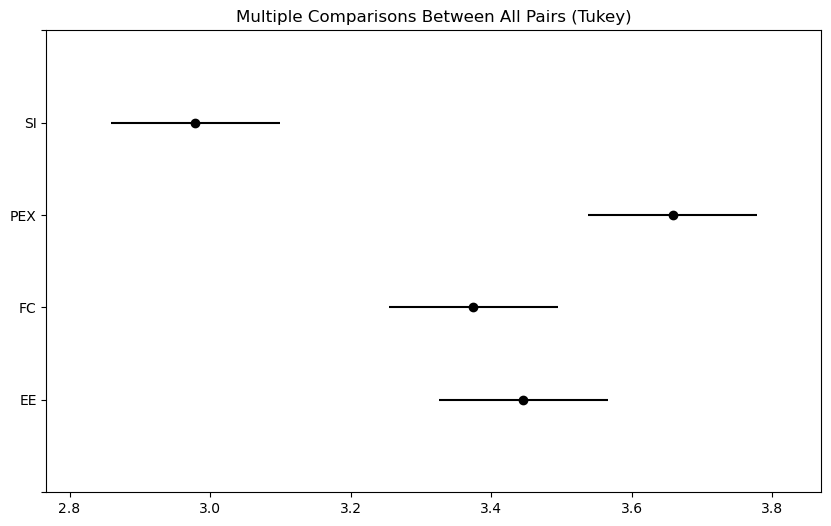 Multiple Comparisons Between All Pairs (Tukey)
SI
PEX
FC
EE
2.8 3.0 3.2 3.4 3.6 3.8